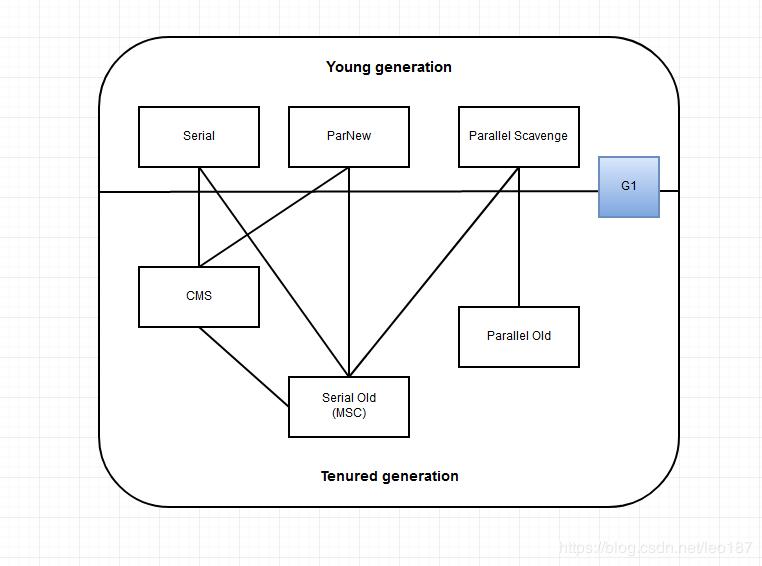 Young generation
Serial
ParNew
Parallel Scavenge
G1
CMS
Parallel Old
Serial Old
(MSC)
Tenured generation
https://blog.csdn.net/leo187